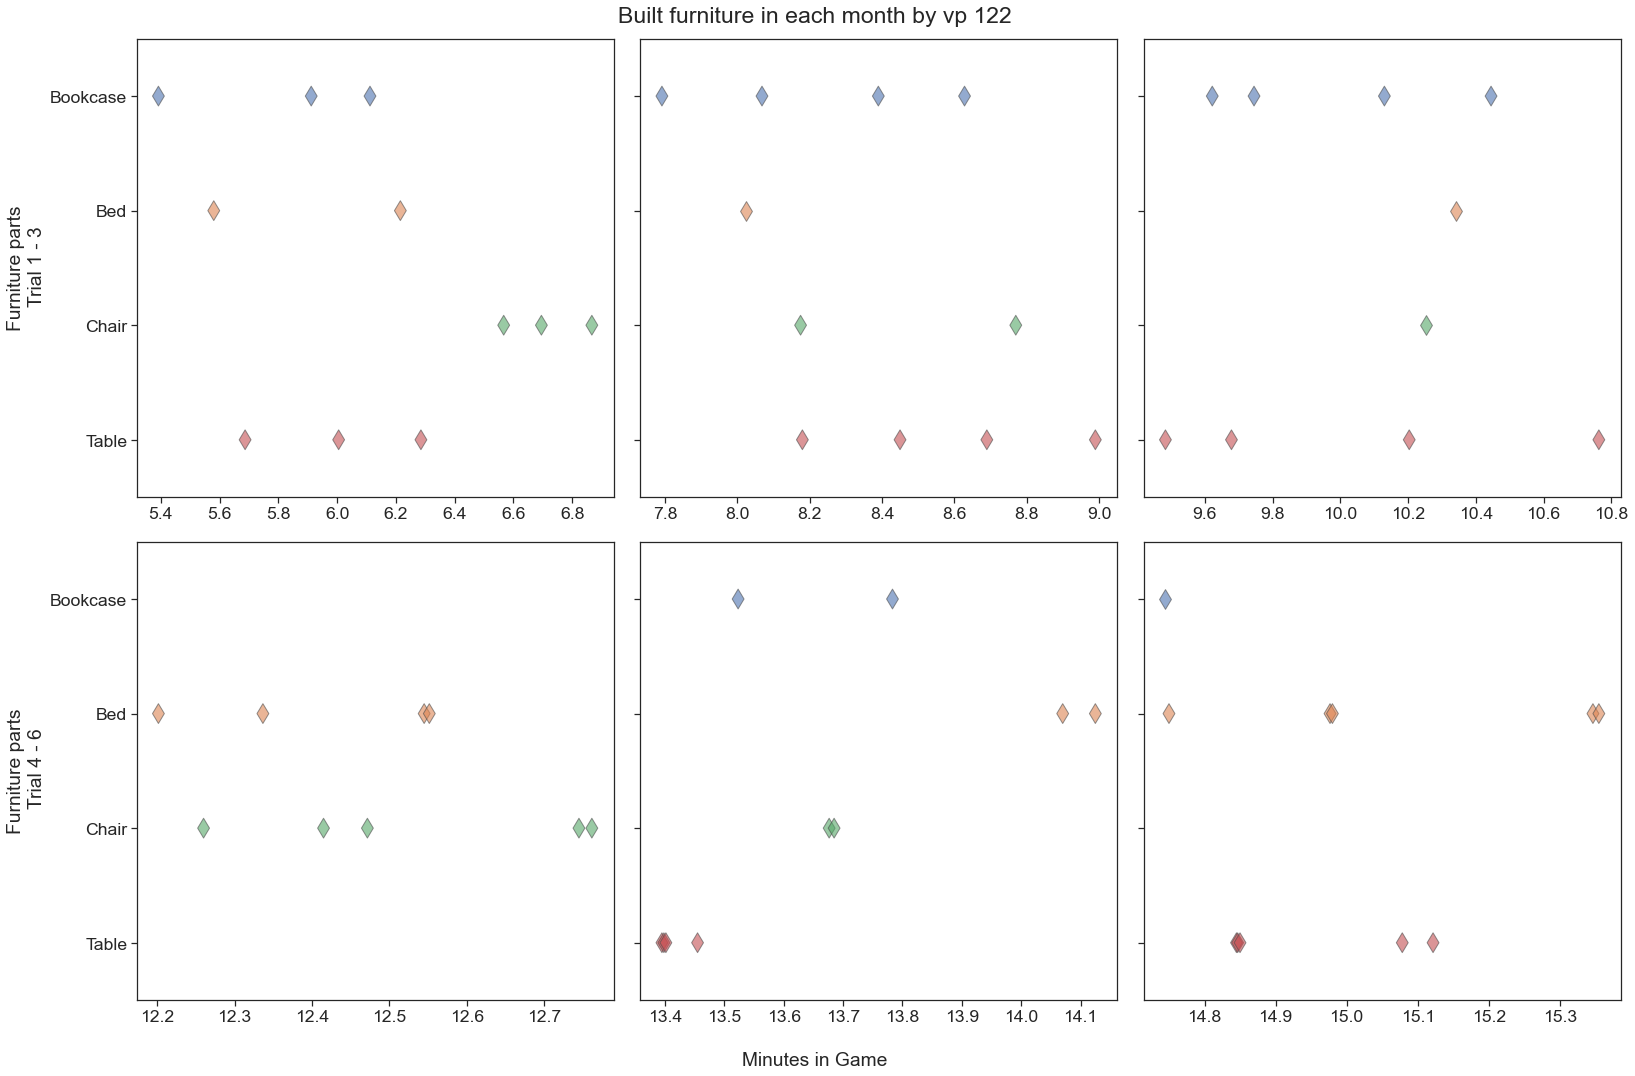 Built furniture in each month by vp 122
Furniture parts
Trial 1 - 3
Bookcase
Bed
Chair
Table
5.4 5.6 5.8 6.0 6.2 6.4 6.6 6.8
7.8 8.0 8.2 8.4 8.6 8.8 9.0
9.6 9.8 10.0 10.2 10.4 10.6 10.8
Furniture parts
Trial 4 - 6
Bookcase
Bed
Chair
Table
12.2 12.3 12.4 12.5 12.6 12.7
13.4 13.5 13.6 13.7 13.8 13.9 14.0 14.1
14.8 14.9 15.0 15.1 15.2 15.3
Minutes in Game